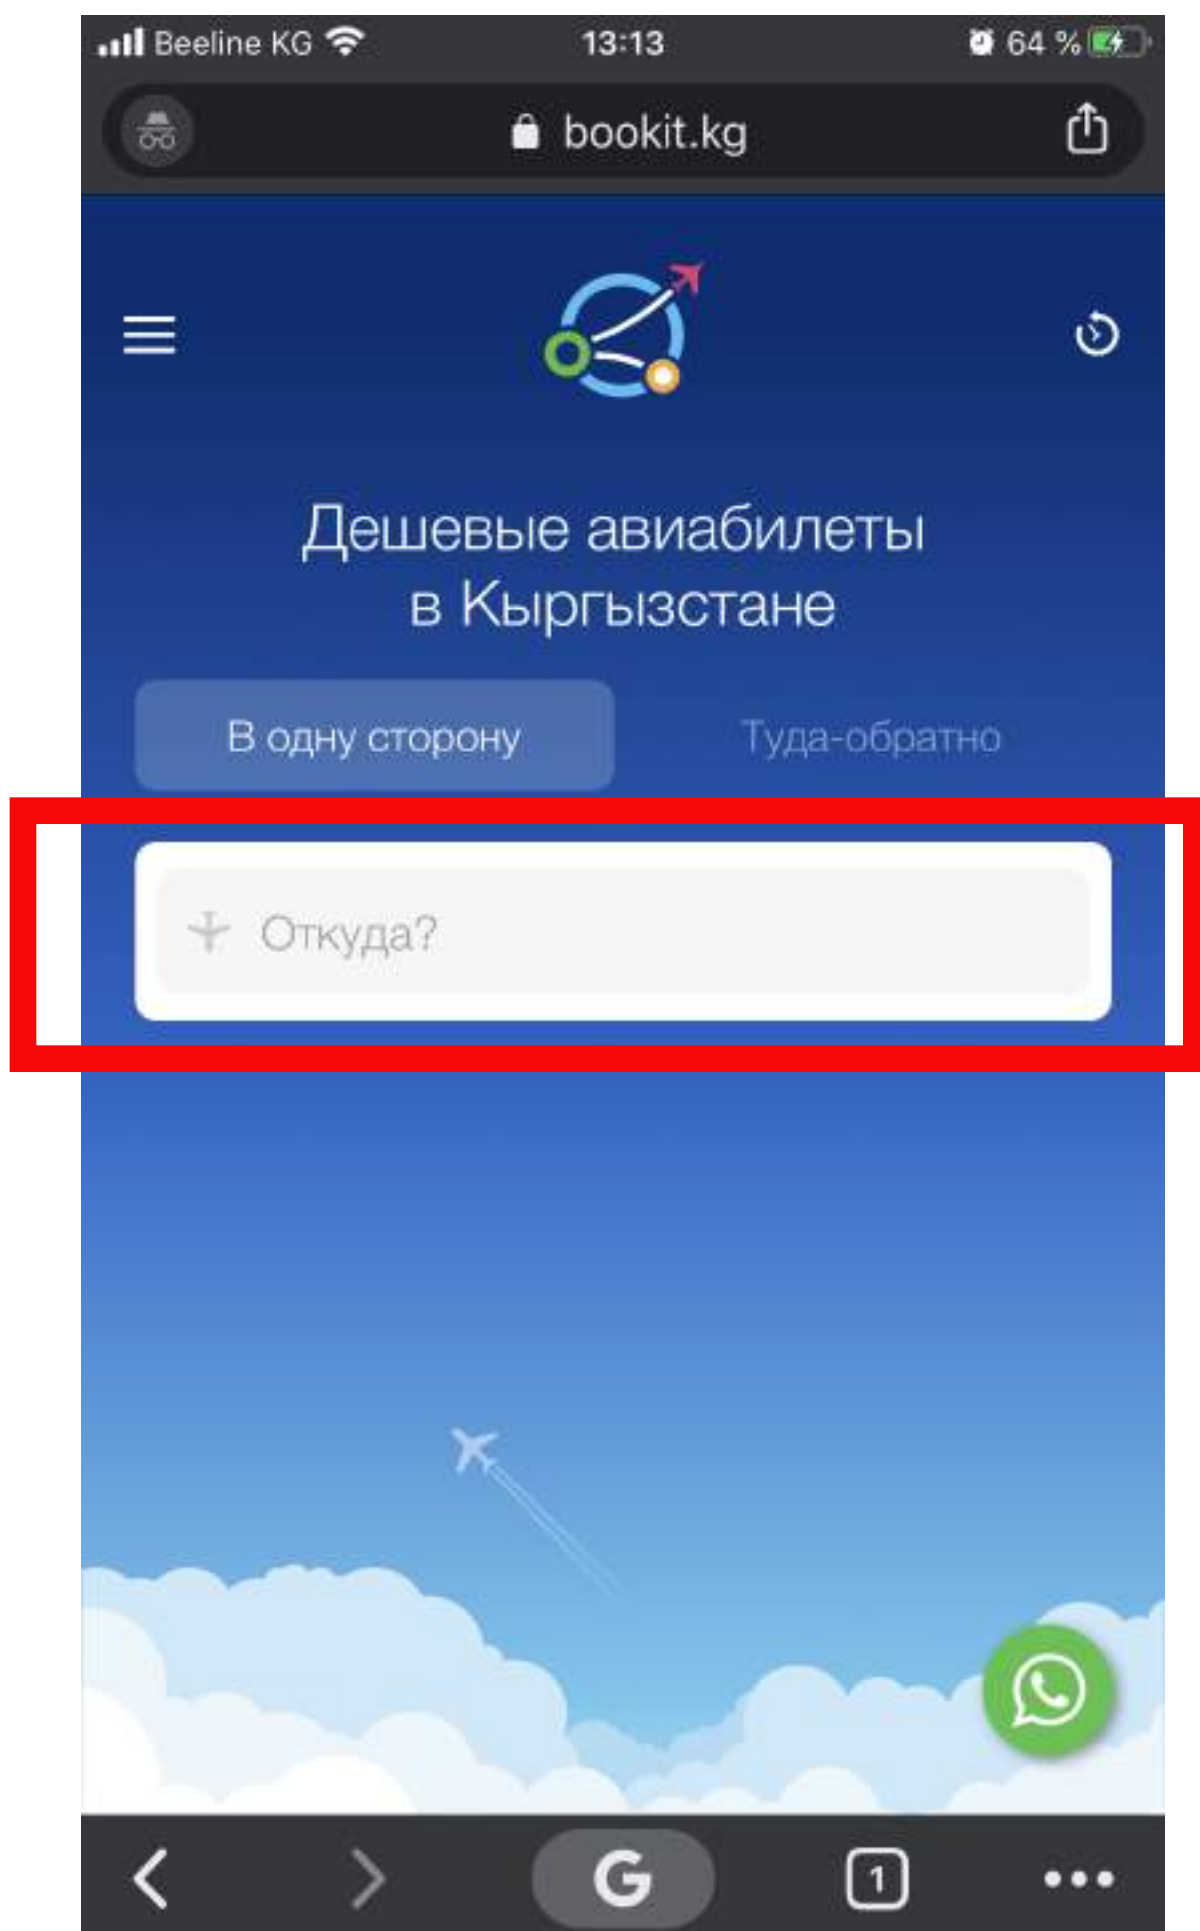 Beeline KG 13:13 64 %
bookit.kg
Дешевые авиабилеты
в Кыргызстане
В одну сторону Туда-обратно
Откуда?
G 1